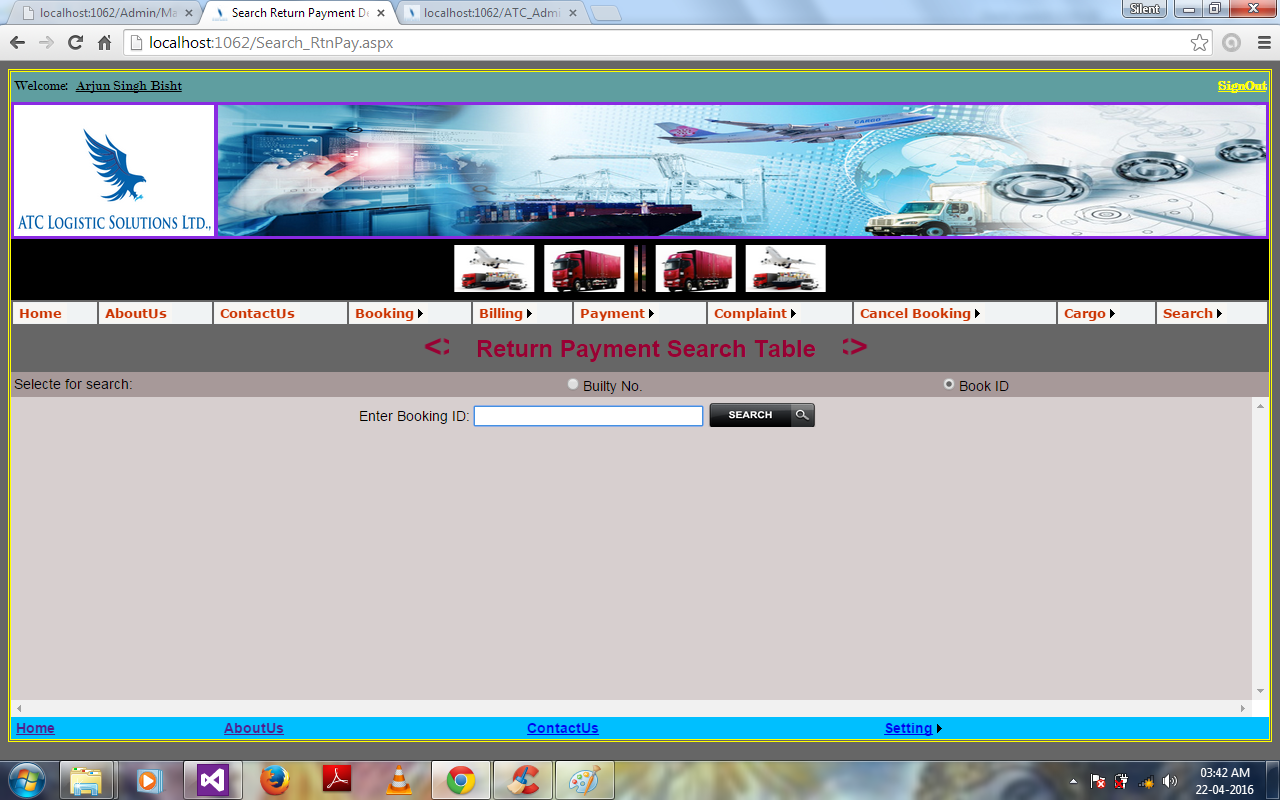 localhost:1062/Admin/Ma
Search Return Payment De
localhost:1062/ATC_Admi
Silent
localhost:1062/Search_RtnPay.aspx
Welcome: Arjun Singh Bisht
SignOut
ATC LOGISTIC SOLUTIONS LTD.,
CARGO
Home AboutUs ContactUs Booking Billing Payment Complaint Cancel Booking Cargo Search
<: Return Payment Search Table :>
Selecte for search: Builty No. Book ID
Enter Booking ID: SEARCH
Home AboutUs ContactUs Setting
03:42 AM
22-04-2016